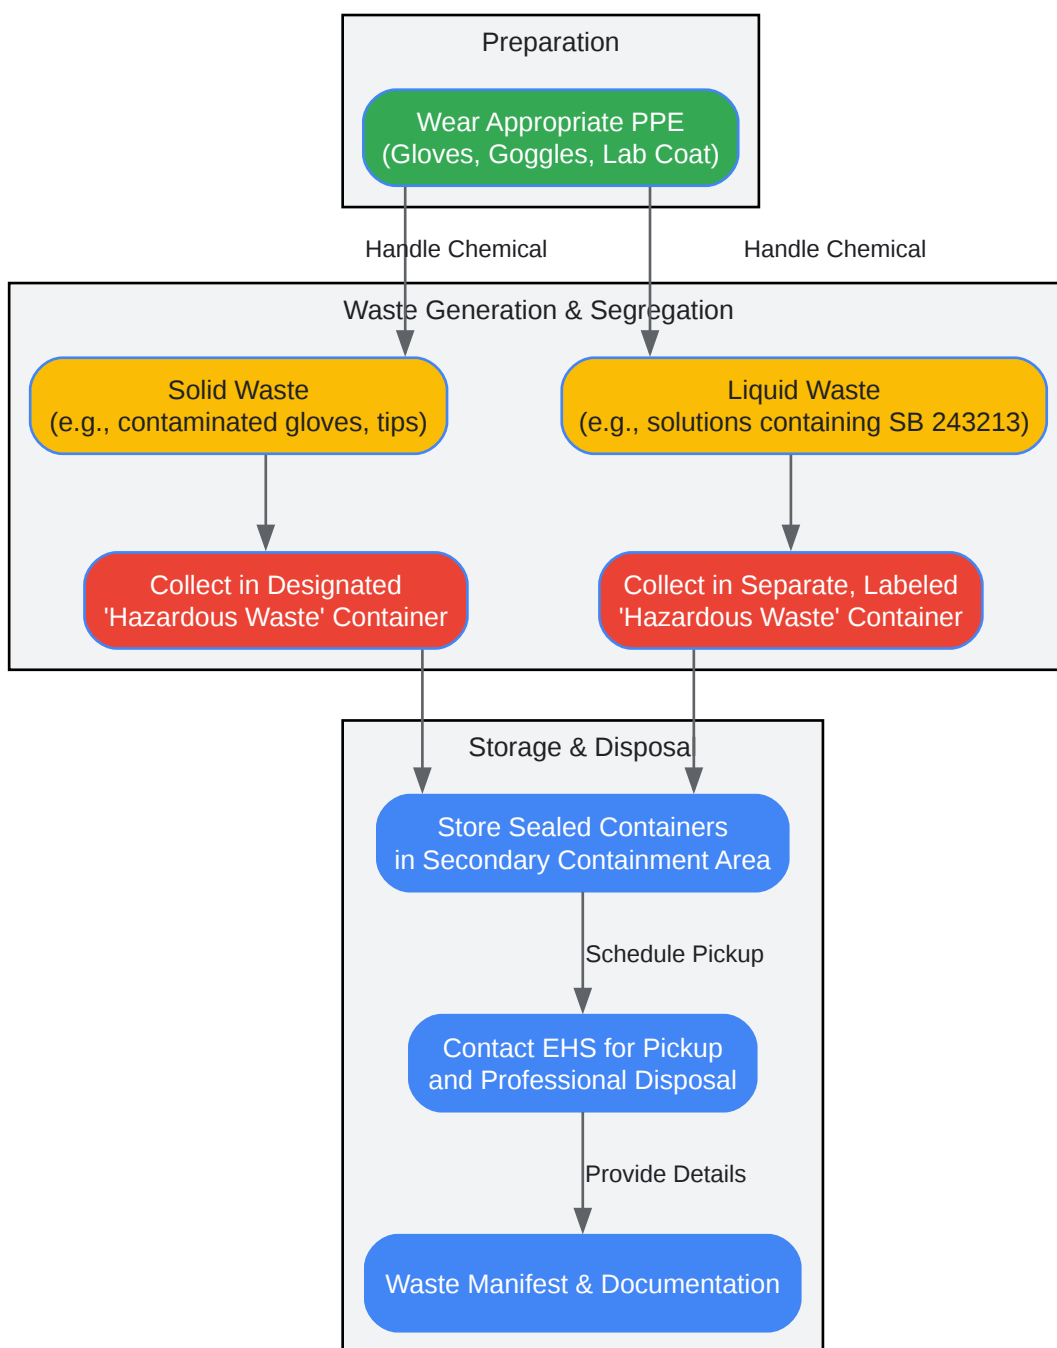 Preparation
Wear Appropriate PPE
(Gloves, Goggles, Lab Coat)
Handle Chemical
Handle Chemical
Waste Generation & Segregation
Solid Waste
(e.g., contaminated gloves, tips)
Liquid Waste
(e.g., solutions containing SB 243213)
Collect in Designated
'Hazardous Waste' Container
Collect in Separate, Labeled
'Hazardous Waste' Container
Storage & Disposal
Store Sealed Containers
in Secondary Containment Area
Schedule Pickup
Contact EHS for Pickup
and Professional Disposal
Provide Details
Waste Manifest & Documentation